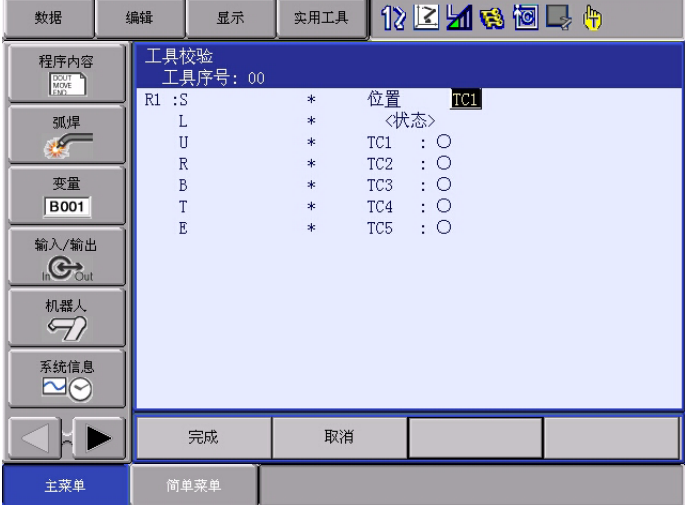 数据 编辑 显示 实用工具
程序内容
DOUT
MOVE
END
弧焊
变量
B001
输入/输出
In Out
机器人
系统信息
工具校验
工具序号: 00
R1 :S * 位置 TC1
L * <状态>
U * TC1 : ○
R * TC2 : ○
B * TC3 : ○
T * TC4 : ○
E * TC5 : ○
完成 取消
主菜单 简单菜单